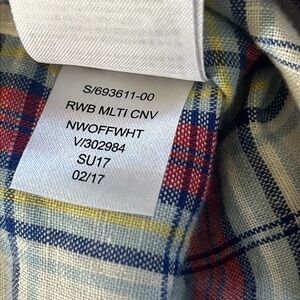 S/693611-00
RWB MLTI CNV
NWOFFWHT
V/302984
SU17
02/17